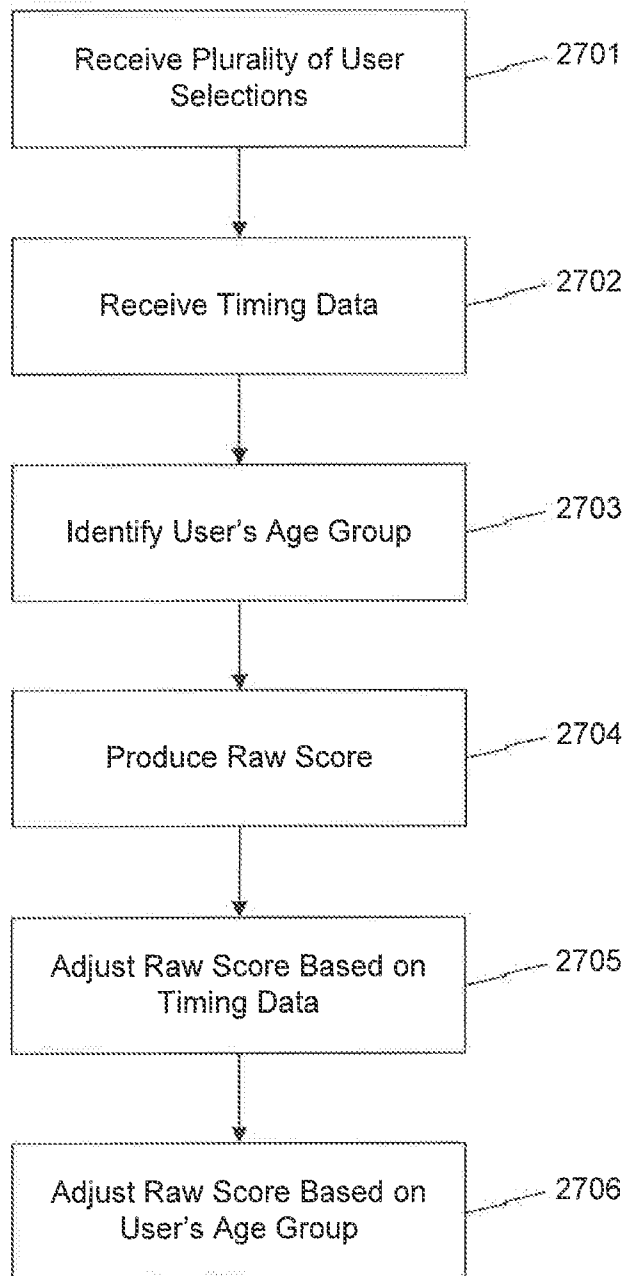 Receive Plurality of User
Selections
2701
Receive Timing Data
2702
Identify User's Age Group
2703
Produce Raw Score
2704
Adjust Raw Score Based on
Timing Data
2705
Adjust Raw Score Based on
User's Age Group
2706